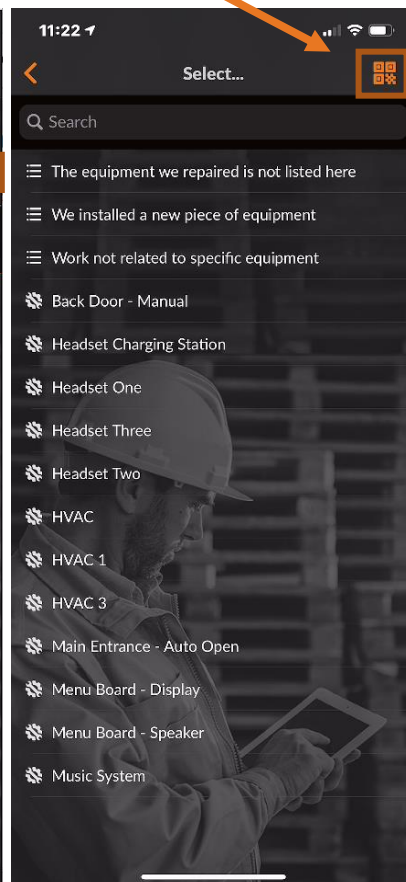 11:22
Select...
Search
The equipment we repaired is not listed here
We installed a new piece of equipment
Work not related to specific equipment
Back Door - Manual
Headset Charging Station
Headset One
Headset Three
Headset Two
HVAC
HVAC 1
HVAC 3
Main Entrance - Auto Open
Menu Board - Display
Menu Board - Speaker
Music System